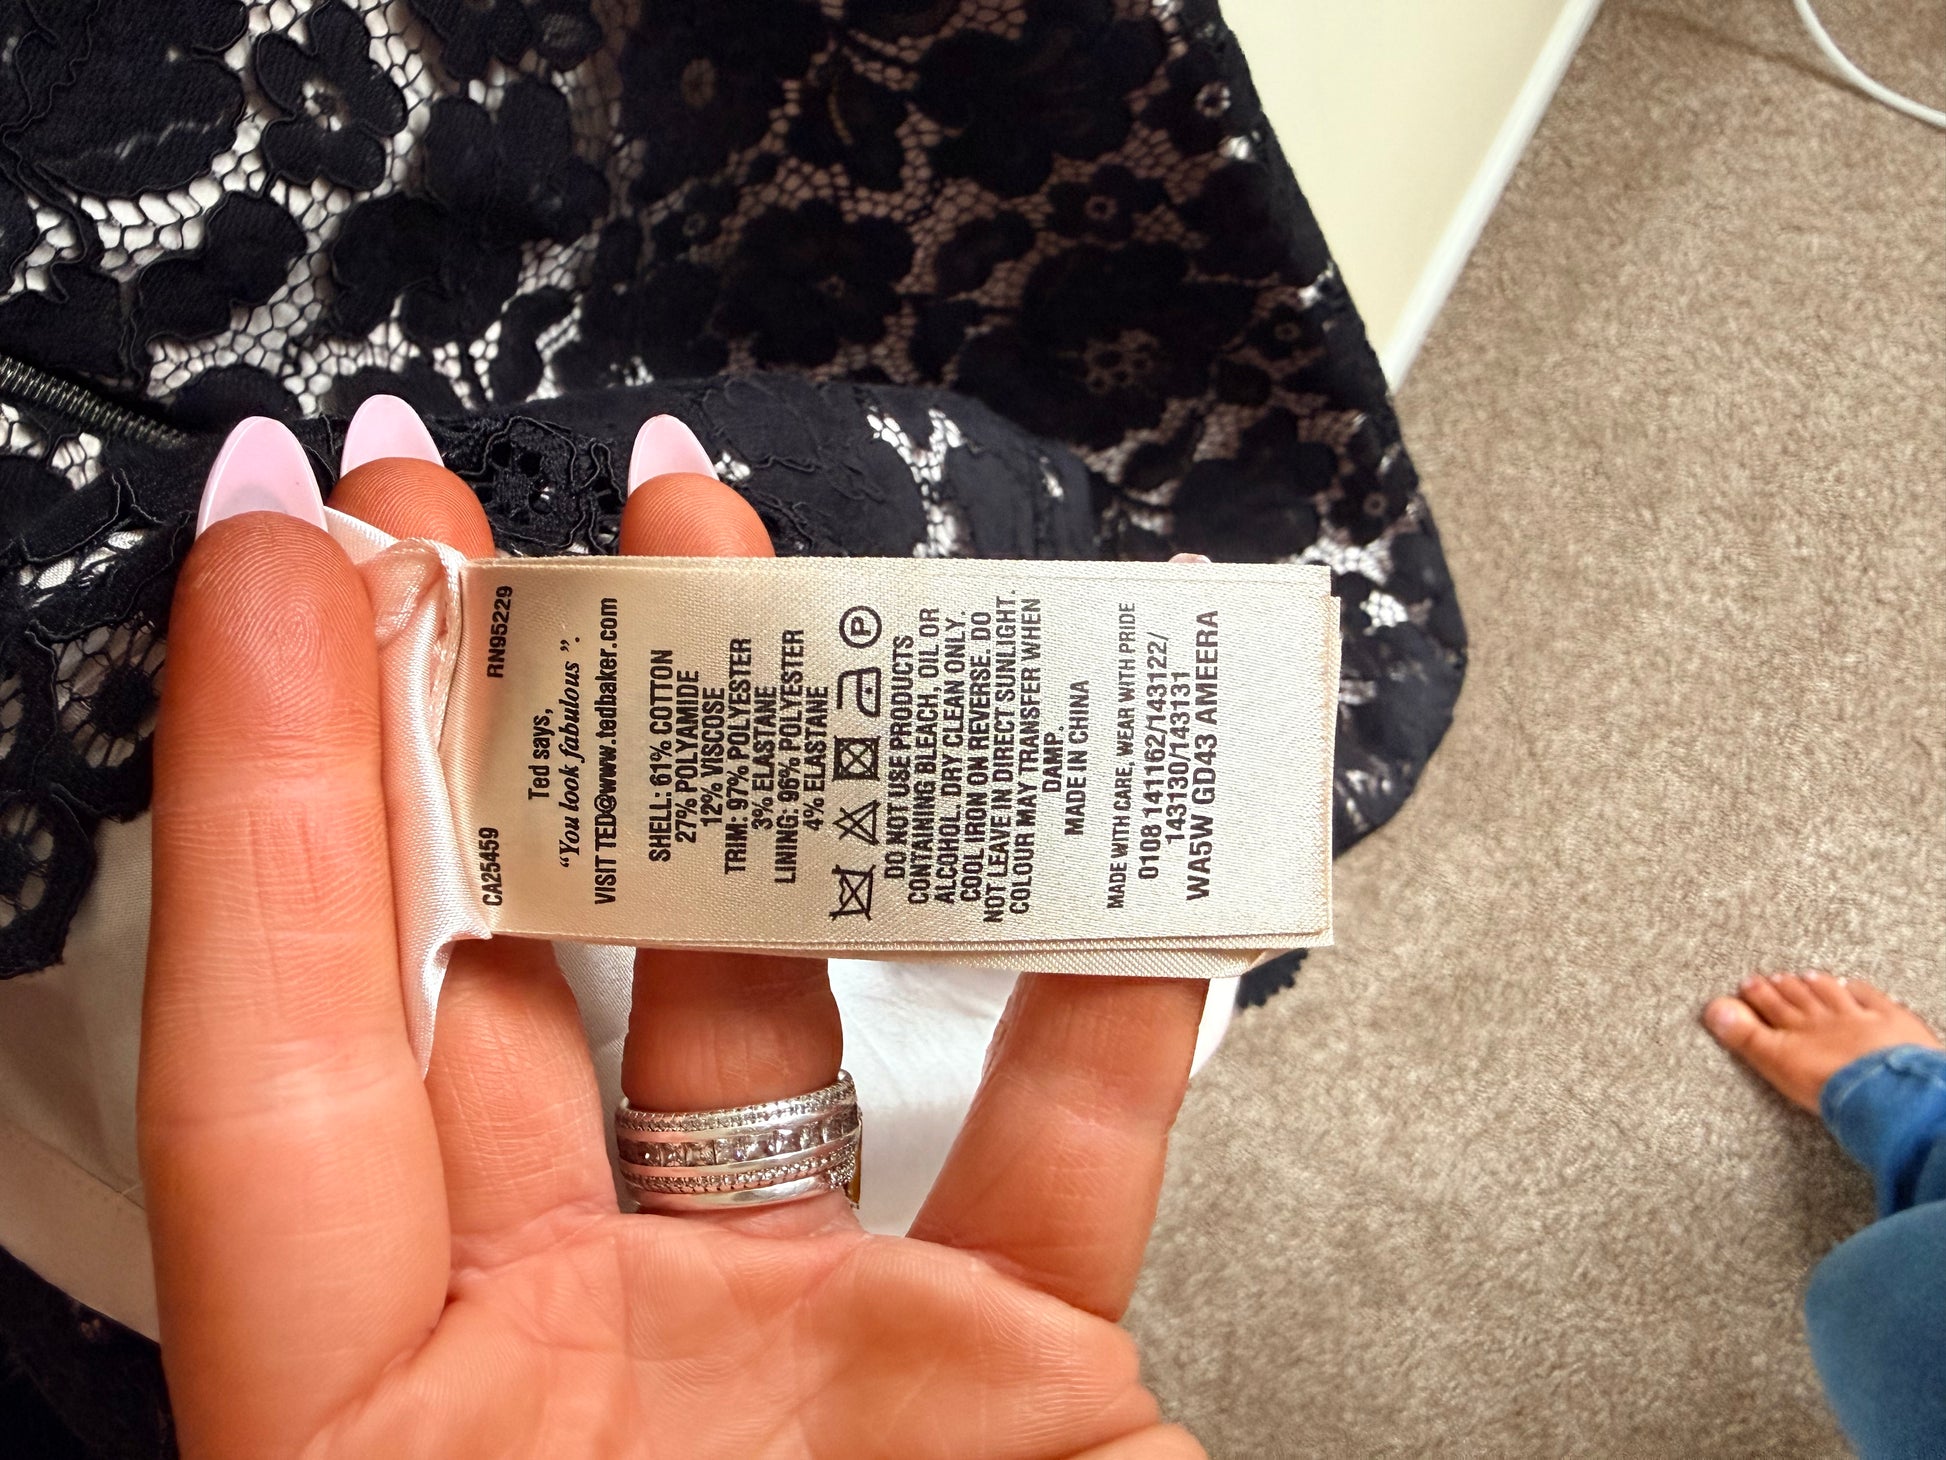 CA25459 RN95229
Ted says,
“You look fabulous”.
VISIT TED@www.tedbaker.com
SHELL: 61% COTTON
27% POLYAMIDE
12% VISCOSE
TRIM: 97% POLYESTER
3% ELASTANE
LINING: 96% POLYESTER
4% ELASTANE
P
DO NOT USE PRODUCTS
CONTAINING BLEACH, OIL OR
ALCOHOL. DRY CLEAN ONLY.
COOL IRON ON REVERSE. DO
NOT LEAVE IN DIRECT SUNLIGHT.
COLOUR MAY TRANSFER WHEN
DAMP.
MADE IN CHINA
MADE WITH CARE, WEAR WITH PRIDE
0108 141162/143122/
143130/143131
WA5W GD43 AMEERA